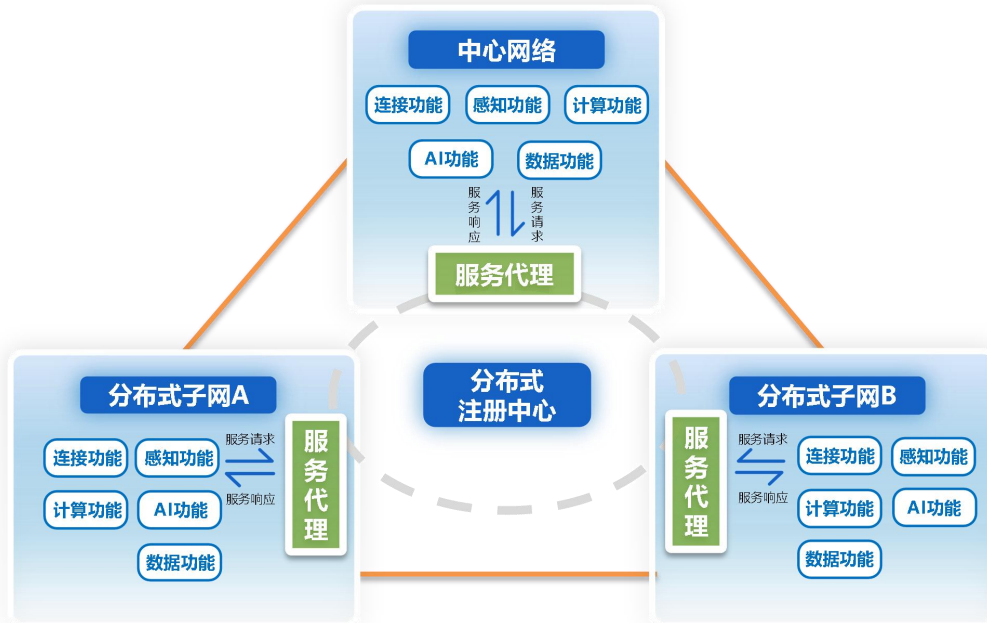 中心网络
连接功能
感知功能
计算功能
AI功能
数据功能
服务响应
服务请求
服务代理
分布式
注册中心
分布式子网A
连接功能
感知功能
计算功能
AI功能
数据功能
服务请求
服务响应
服务代理
分布式子网B
服务代理
服务请求
服务响应
连接功能
感知功能
计算功能
AI功能
数据功能